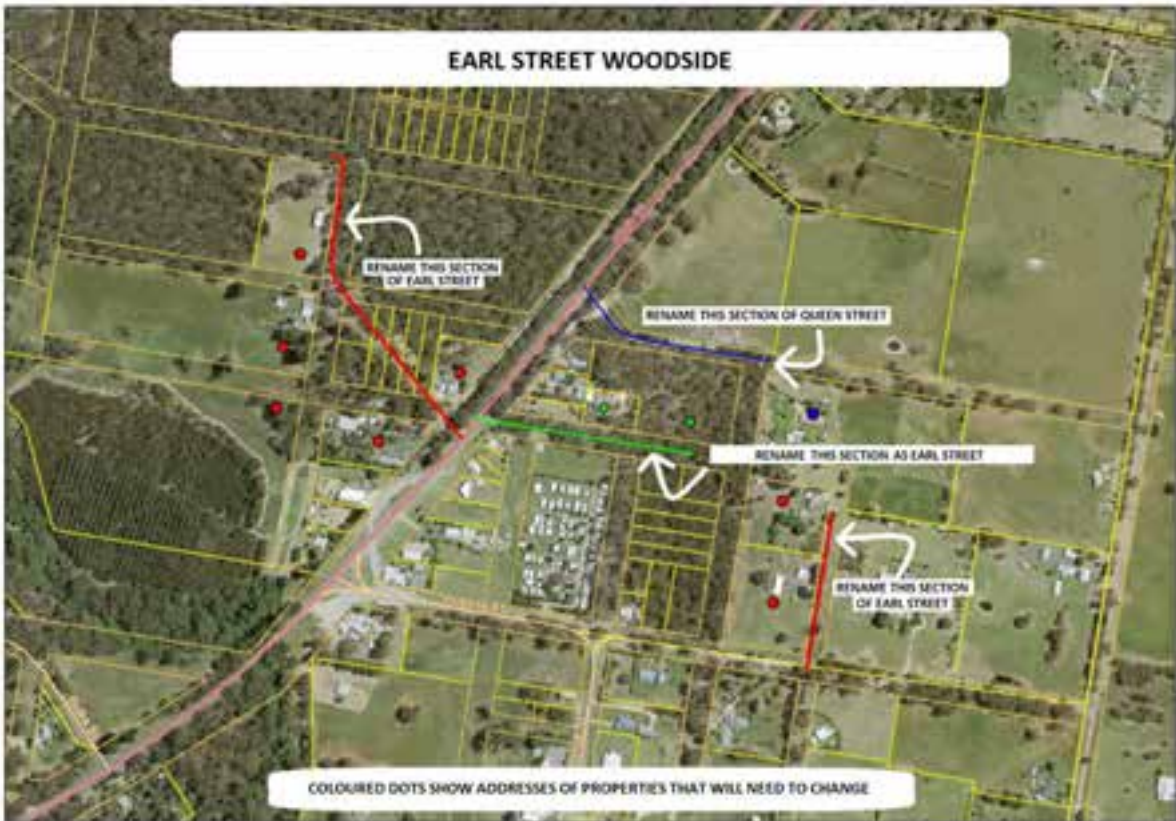 EARL STREET WOODSIDE
RENAME THIS SECTION
OF EARL STREET
RENAME THIS SECTION OF QUEEN STREET
RENAME THIS SECTION AS EARL STREET
RENAME THIS SECTION
OF EARL STREET
COLOURED DOTS SHOW ADDRESSES OF PROPERTIES THAT WILL NEED TO CHANGE